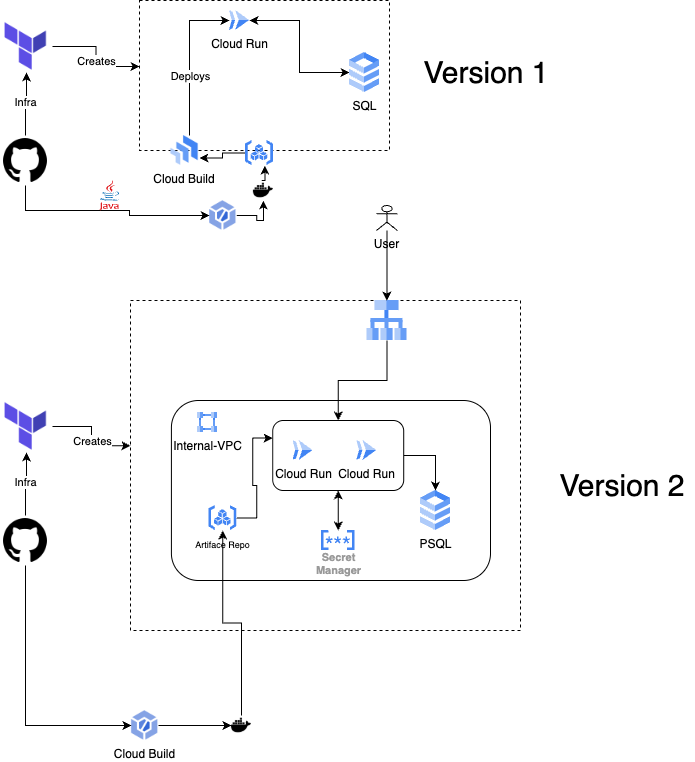 Cloud Run
Version 1
Creates
Deploys
Infra
SQL
Cloud Build
Java
User
Internal-VPC
Creates
Cloud Run
Cloud Run
Infra
Version 2
***
Artiface Repo
PSQL
Secret
Manager
Cloud Build